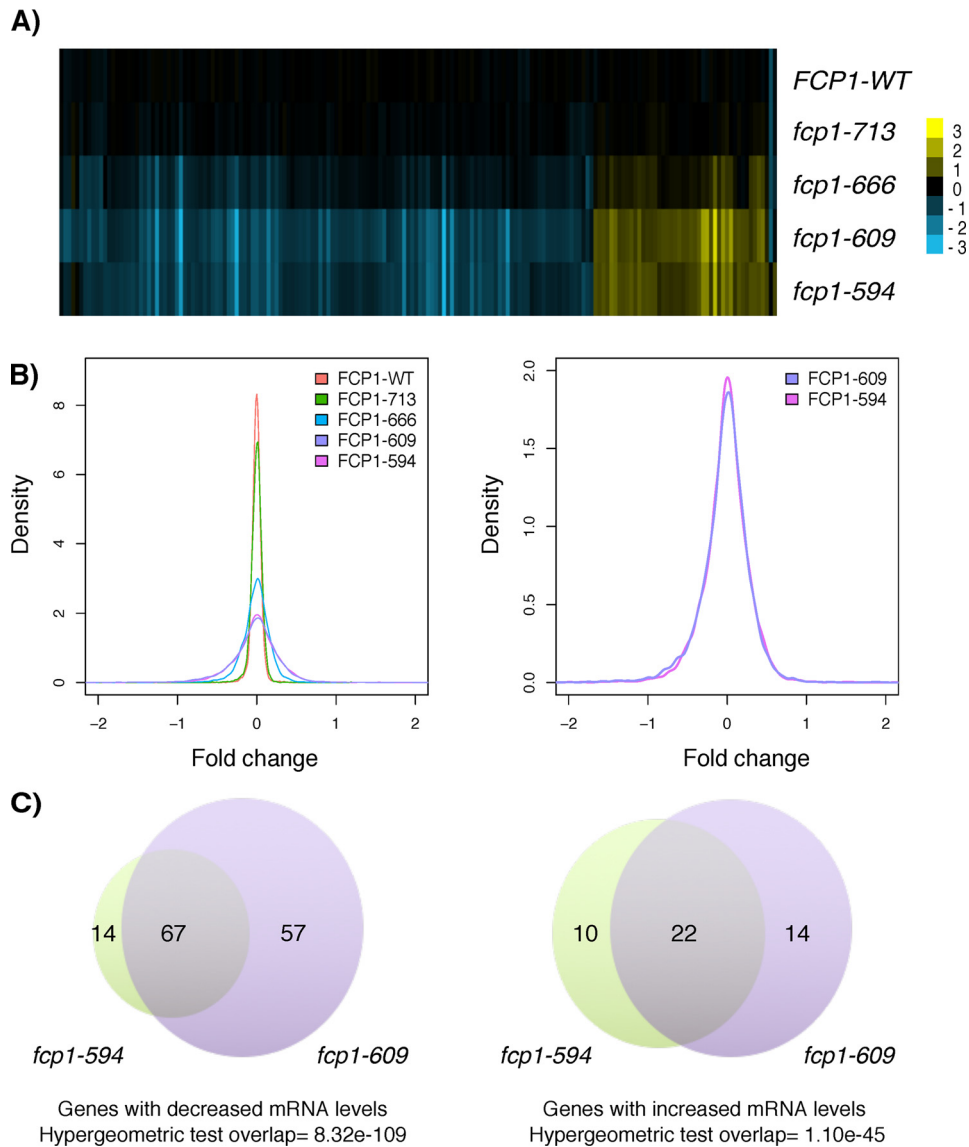 A)
FCP1-WT
fcp1-713
fcp1-666
fcp1-609
fcp1-594
3
2
1
0
- 1
- 2
- 3
B)
FCP1-WT
FCP1-713
FCP1-666
FCP1-609
FCP1-594
Density
0 2 4 6 8
−2 −1 0 1 2
Fold change
FCP1-609
FCP1-594
Density
0.0 0.5 1.0 1.5 2.0
−2 −1 0 1 2
Fold change
C)
14 67 57
fcp1-594 fcp1-609
Genes with decreased mRNA levels
Hypergeometric test overlap= 8.32e-109
10 22 14
fcp1-594 fcp1-609
Genes with increased mRNA levels
Hypergeometric test overlap= 1.10e-45